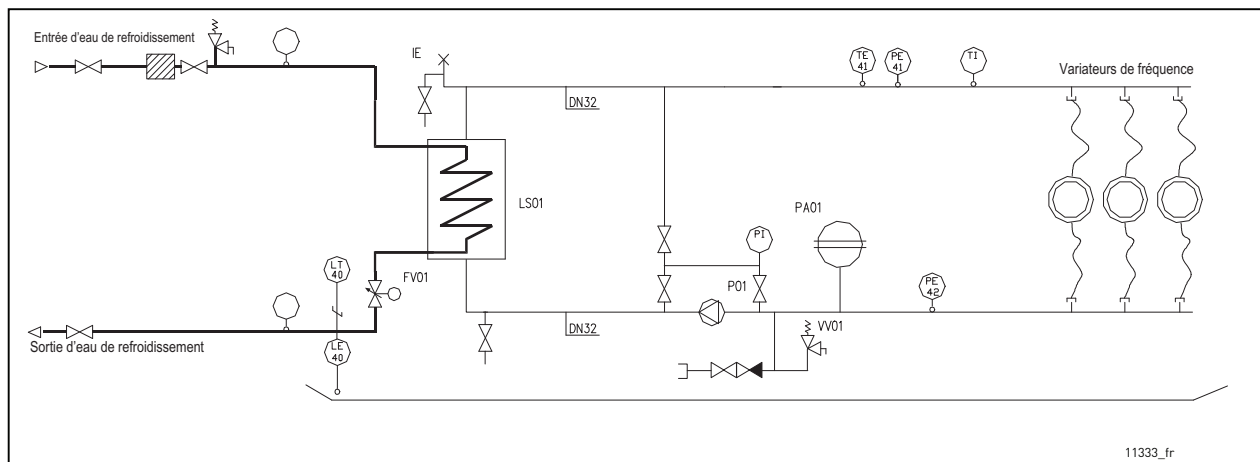 Entrée d'eau de refroidissement
IE
TE
41
PE
41
TI
Variateurs de fréquence
DN32
LS01
PA01
LT
40
FV01
PI
P01
PE
42
DN32
VV01
Sortie d'eau de refroidissement
LE
40
11333_fr